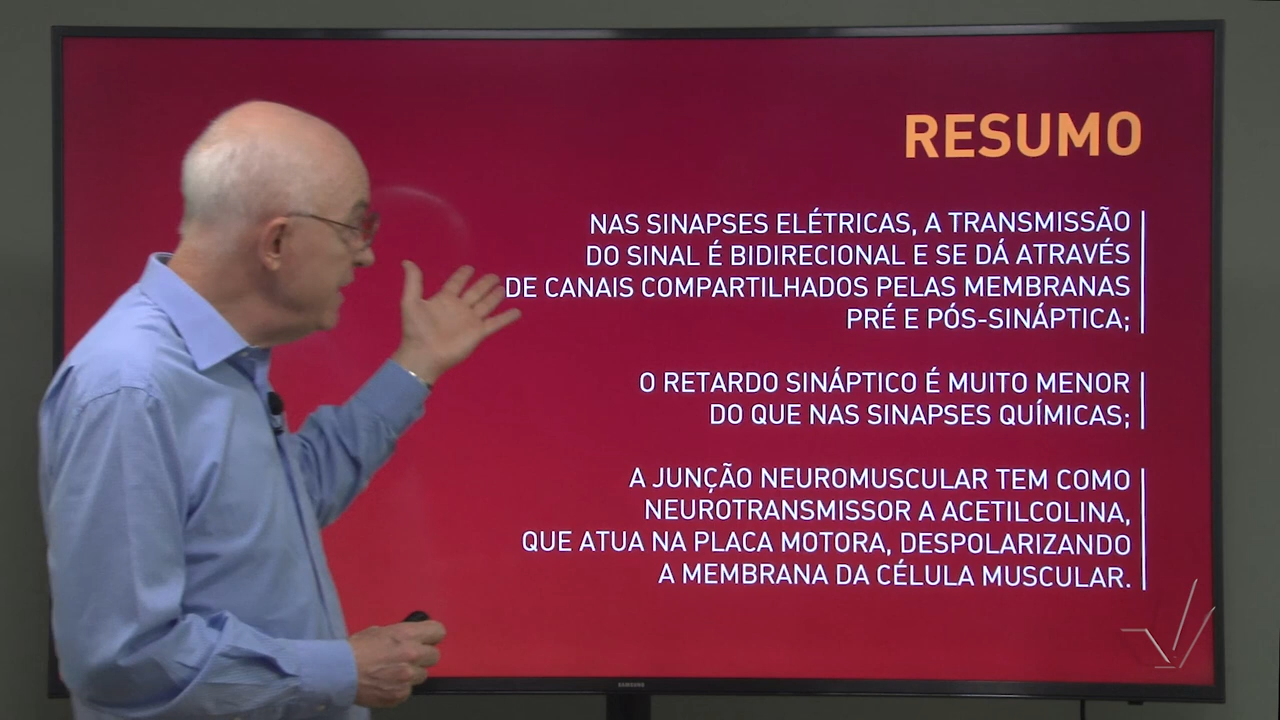 RESUMO
NAS SINAPSES ELÉTRICAS, A TRANSMISSÃO
DO SINAL É BIDIRECIONAL E SE DÁ ATRAVÉS
DE CANAIS COMPARTILHADOS PELAS MEMBRANAS
PRÉ E PÓS-SINÁPTICA;
O RETARDO SINÁPTICO É MUITO MENOR
DO QUE NAS SINAPSES QUÍMICAS;
A JUNÇÃO NEUROMUSCULAR TEM COMO
NEUROTRANSMISSOR A ACETILCOLINA,
QUE ATUA NA PLACA MOTORA, DESPOLARIZANDO
A MEMBRANA DA CÉLULA MUSCULAR.
SAMSUNG